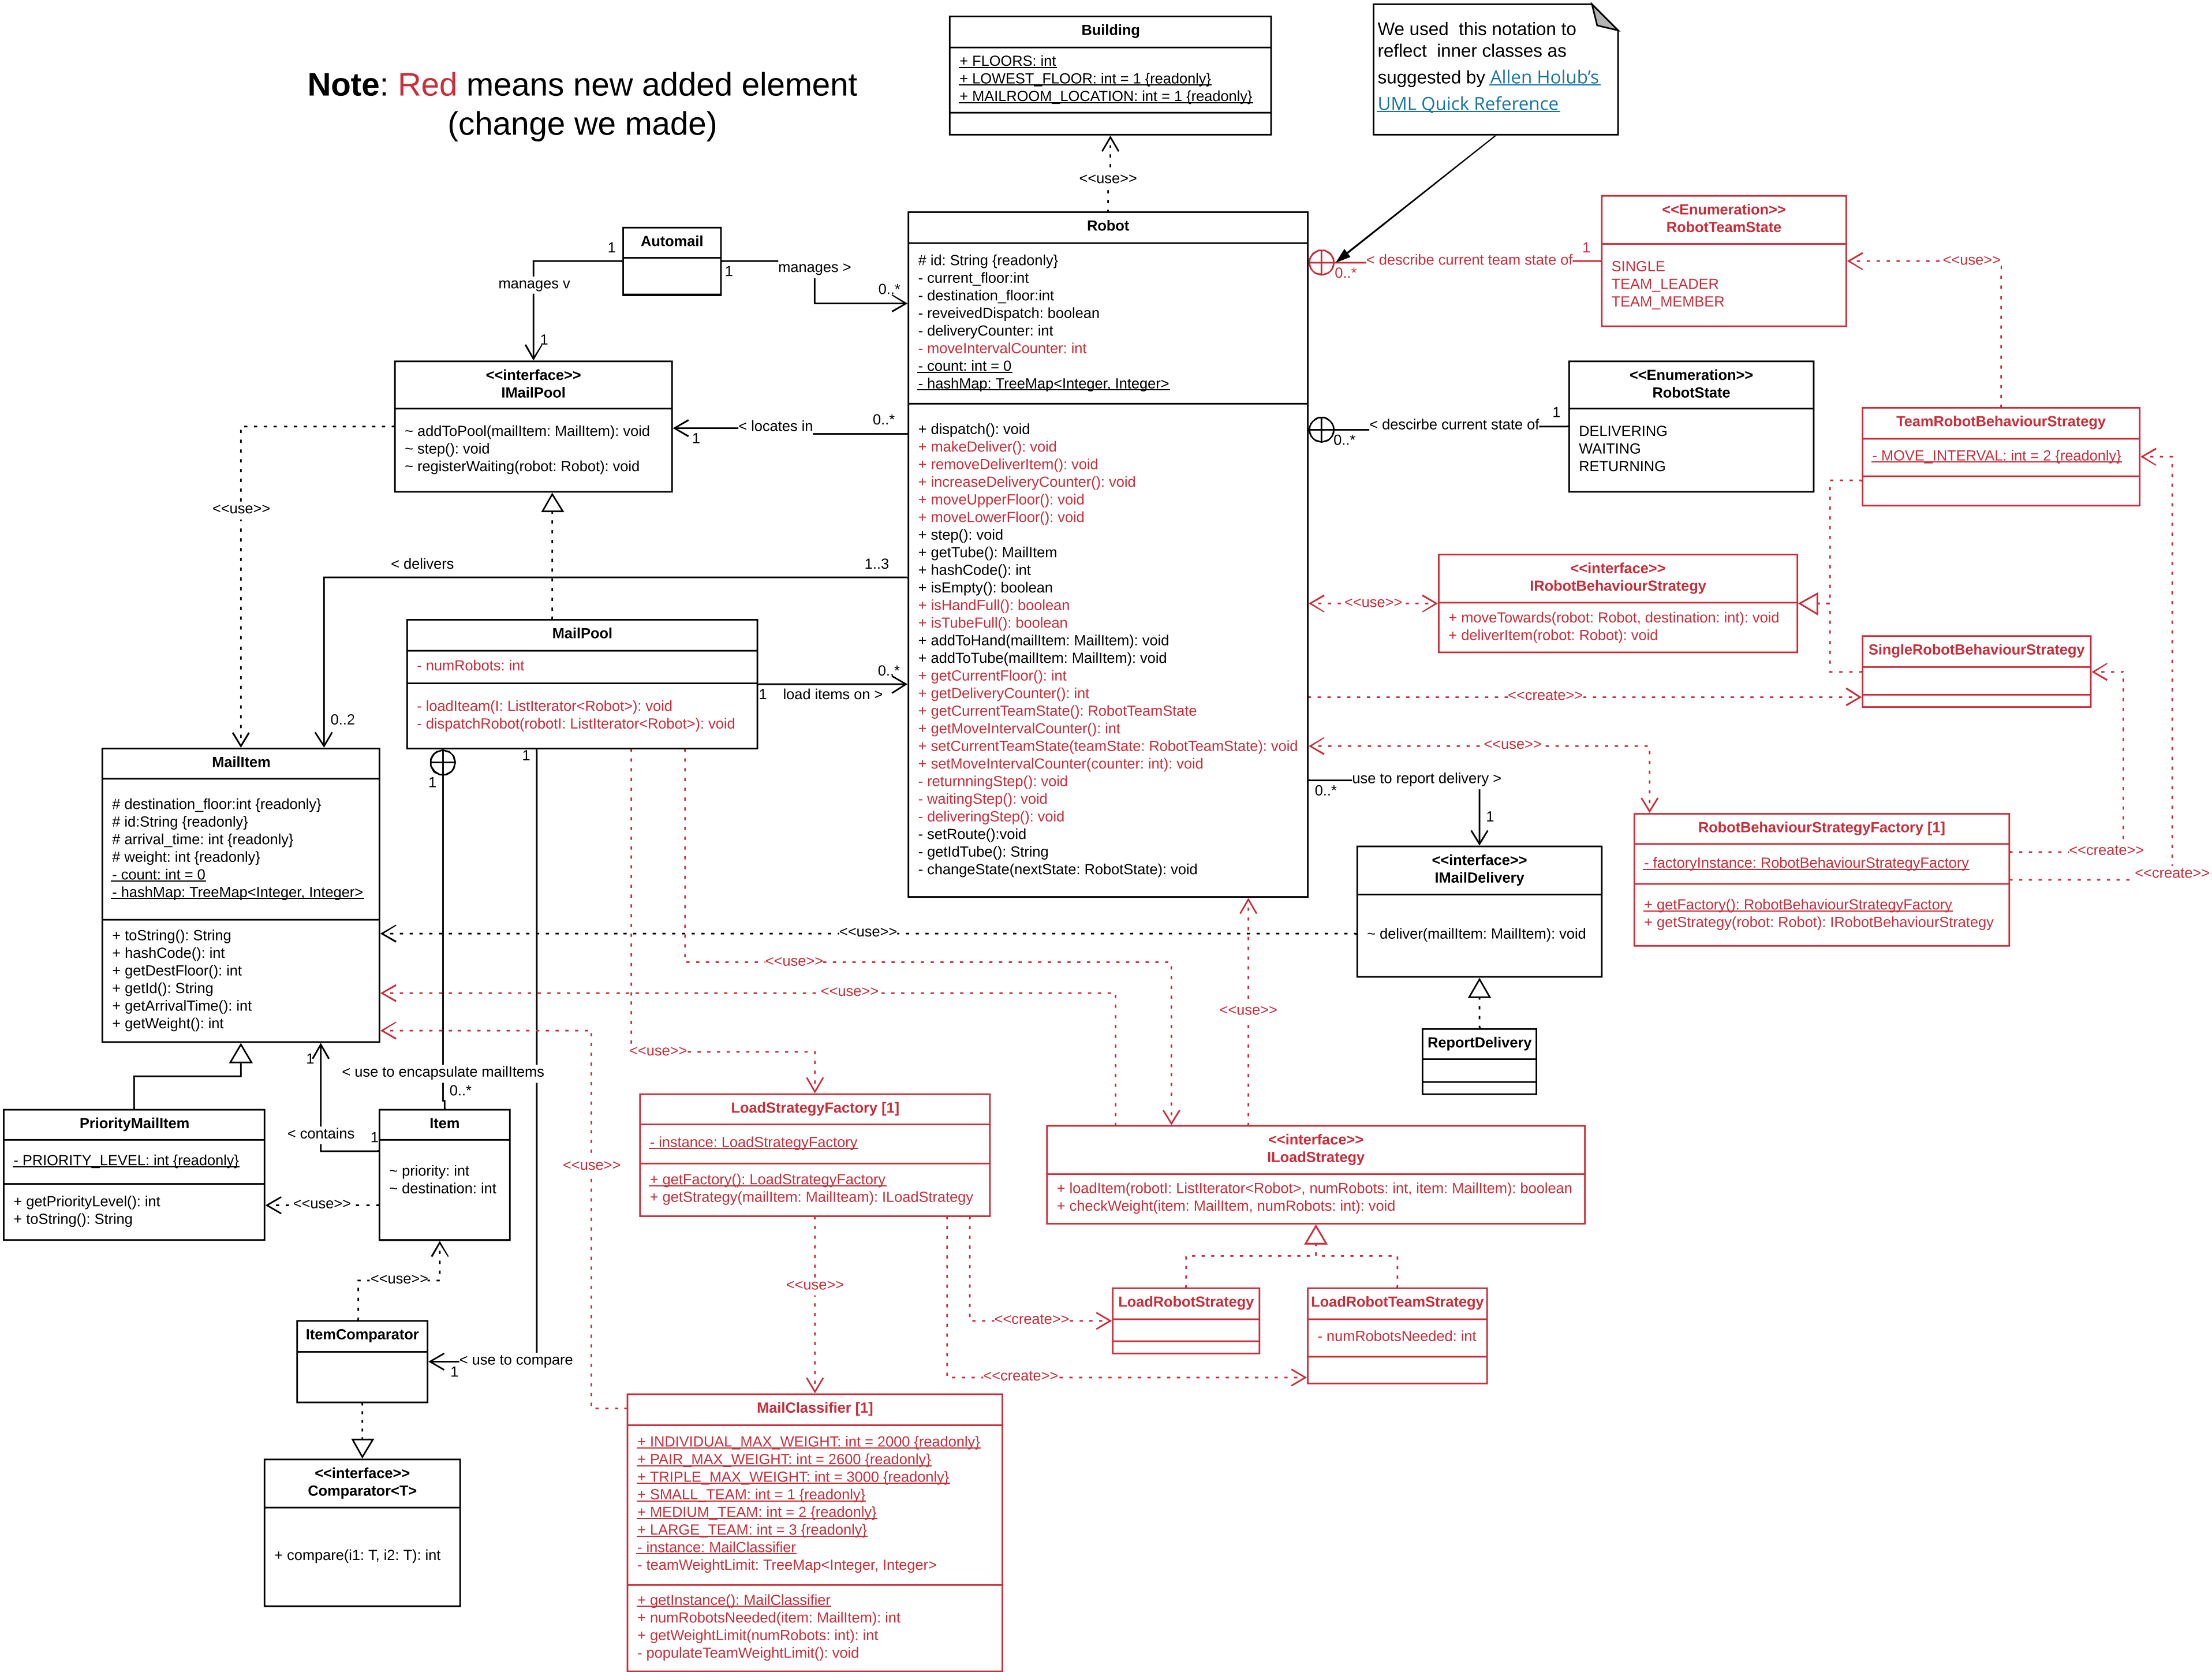 Note: Red means new added element
(change we made)
Building
+ FLOORS: int
+ LOWEST_FLOOR: int = 1 {readonly}
+ MAILROOM_LOCATION: int = 1 {readonly}
We used  this notation to
reflect  inner classes as
suggested by Allen Holub's
UML Quick Reference
<<use>>
Automail
1
manages v
1
1
manages >
0..*
Robot
# id: String {readonly}
- current_floor:int
- destination_floor:int
- reveivedDispatch: boolean
- deliveryCounter: int
- moveIntervalCounter: int
- count: int = 0
- hashMap: TreeMap<Integer, Integer>
+ dispatch(): void
+ makeDeliver(): void
+ removeDeliverItem(): void
+ increaseDeliveryCounter(): void
+ moveUpperFloor(): void
+ moveLowerFloor(): void
+ step(): void
+ getTube(): MailItem
+ hashCode(): int
+ isEmpty(): boolean
+ isHandFull(): boolean
+ isTubeFull(): boolean
+ addToHand(mailItem: MailItem): void
+ addToTube(mailItem: MailItem): void
+ getCurrentFloor(): int
+ getDeliveryCounter(): int
+ getCurrentTeamState(): RobotTeamState
+ getMoveIntervalCounter(): int
+ setCurrentTeamState(teamState: RobotTeamState): void
+ setMoveIntervalCounter(counter: int): void
- returnningStep(): void
- waitingStep(): void
- deliveringStep(): void
- setRoute():void
- getIdTube(): String
- changeState(nextState: RobotState): void
0..*
< describe current team state of
1
<<Enumeration>>
RobotTeamState
SINGLE
TEAM_LEADER
TEAM_MEMBER
<<use>>
0..*
< descirbe current state of
1
<<Enumeration>>
RobotState
DELIVERING
WAITING
RETURNING
TeamRobotBehaviourStrategy
- MOVE_INTERVAL: int = 2 {readonly}
<<interface>>
IMailPool
~ addToPool(mailItem: MailItem): void
~ step(): void
~ registerWaiting(robot: Robot): void
1
< locates in
0..*
<<use>>
< delivers
1..3
0..2
<<use>>
<<interface>>
IRobotBehaviourStrategy
+ moveTowards(robot: Robot, destination: int): void
+ deliverItem(robot: Robot): void
SingleRobotBehaviourStrategy
<<create>>
<<use>>
MailPool
- numRobots: int
- loadIteam(I: ListIterator<Robot>): void
- dispatchRobot(robotI: ListIterator<Robot>): void
1
load items on >
0..*
MailItem
# destination_floor:int {readonly}
# id:String {readonly}
# arrival_time: int {readonly}
# weight: int {readonly}
- count: int = 0
- hashMap: TreeMap<Integer, Integer>
+ toString(): String
+ hashCode(): int
+ getDestFloor(): int
+ getId(): String
+ getArrivalTime(): int
+ getWeight(): int
1
1
0..*
use to report delivery >
1
RobotBehaviourStrategyFactory [1]
- factoryInstance: RobotBehaviourStrategyFactory
+ getFactory(): RobotBehaviourStrategyFactory
+ getStrategy(robot: Robot): IRobotBehaviourStrategy
<<create>>
<<create>>
<<interface>>
IMailDelivery
~ deliver(mailItem: MailItem): void
<<use>>
<<use>>
<<use>>
<<use>>
ReportDelivery
<<use>>
1
< use to encapsulate mailItems
0..*
PriorityMailItem
- PRIORITY_LEVEL: int {readonly}
+ getPriorityLevel(): int
+ toString(): String
< contains
1
Item
~ priority: int
~ destination: int
<<use>>
LoadStrategyFactory [1]
- instance: LoadStrategyFactory
+ getFactory(): LoadStrategyFactory
+ getStrategy(mailItem: MailIteam): ILoadStrategy
<<use>>
<<interface>>
ILoadStrategy
+ loadItem(robotI: ListIterator<Robot>, numRobots: int, item: MailItem): boolean
+ checkWeight(item: MailItem, numRobots: int): void
<<use>>
<<use>>
ItemComparator
< use to compare
1
<<create>>
<<create>>
LoadRobotStrategy
LoadRobotTeamStrategy
- numRobotsNeeded: int
<<interface>>
Comparator<T>
+ compare(i1: T, i2: T): int
MailClassifier [1]
+ INDIVIDUAL_MAX_WEIGHT: int = 2000 {readonly}
+ PAIR_MAX_WEIGHT: int = 2600 {readonly}
+ TRIPLE_MAX_WEIGHT: int = 3000 {readonly}
+ SMALL_TEAM: int = 1 {readonly}
+ MEDIUM_TEAM: int = 2 {readonly}
+ LARGE_TEAM: int = 3 {readonly}
- instance: MailClassifier
- teamWeightLimit: TreeMap<Integer, Integer>
+ getInstance(): MailClassifier
+ numRobotsNeeded(item: MailItem): int
+ getWeightLimit(numRobots: int): int
- populateTeamWeightLimit(): void